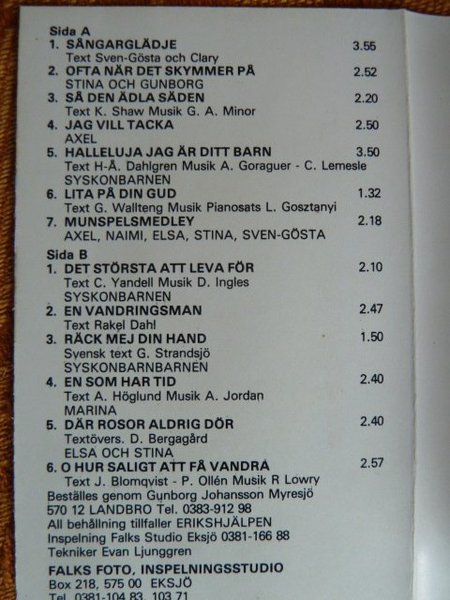 Sida A
1. SÅNGARGLÄDJE 3.55
Text Sven-Gösta och Clary
2. OFTA NÄR DET SKYMMER PÅ 2.52
STINA OCH GUNBORG
3. SÅ DEN ÄDLA SÄDEN 2.20
Text K. Shaw Musik G. A. Minor
4. JAG VILL TACKA 2.50
AXEL
5. HALLELUJA JAG ÄR DITT BARN 3.50
Text H-Å. Dahlgren Musik A. Goraguer - C. Lemesle
SYSKONBARNEN
6. LITA PÅ DIN GUD 1.32
Text G. Wallteng Musik Pianosats L. Gosztanyi
7. MUNSPELSMEDLEY 2.18
AXEL, NAIMI, ELSA, STINA, SVEN-GÖSTA
Sida B
1. DET STÖRSTA ATT LEVA FÖR 2.10
Text C. Yandell Musik D. Ingles
SYSKONBARNEN
2. EN VANDRINGSMAN 2.47
Text Rakel Dahl
3. RÄCK MEJ DIN HAND 1.50
Svensk text G. Strandsjö
SYSKONBARNBARNEN
4. EN SOM HAR TID 2.40
Text A. Höglund Musik A. Jordan
MARINA
5. DÄR ROSOR ALDRIG DÖR 2.40
Textövers. D. Bergagård
ELSA OCH STINA
6. O HUR SALIGT ATT FÅ VANDRA 2.57
Text J. Blomqvist - P. Ollén Musik R Lowry
Beställes genom Gunborg Johansson Myresjö
570 12 LANDBRO Tel. 0383-912 98
All behållning tillfaller ERIKSHJÄLPEN
Inspelning Falks Studio Eksjö 0381-166 88
Tekniker Evan Ljunggren
FALKS FOTO, INSPELNINGSSTUDIO
Box 218, 575 00 EKSJÖ
Tel. 0381-104 83, 103 71